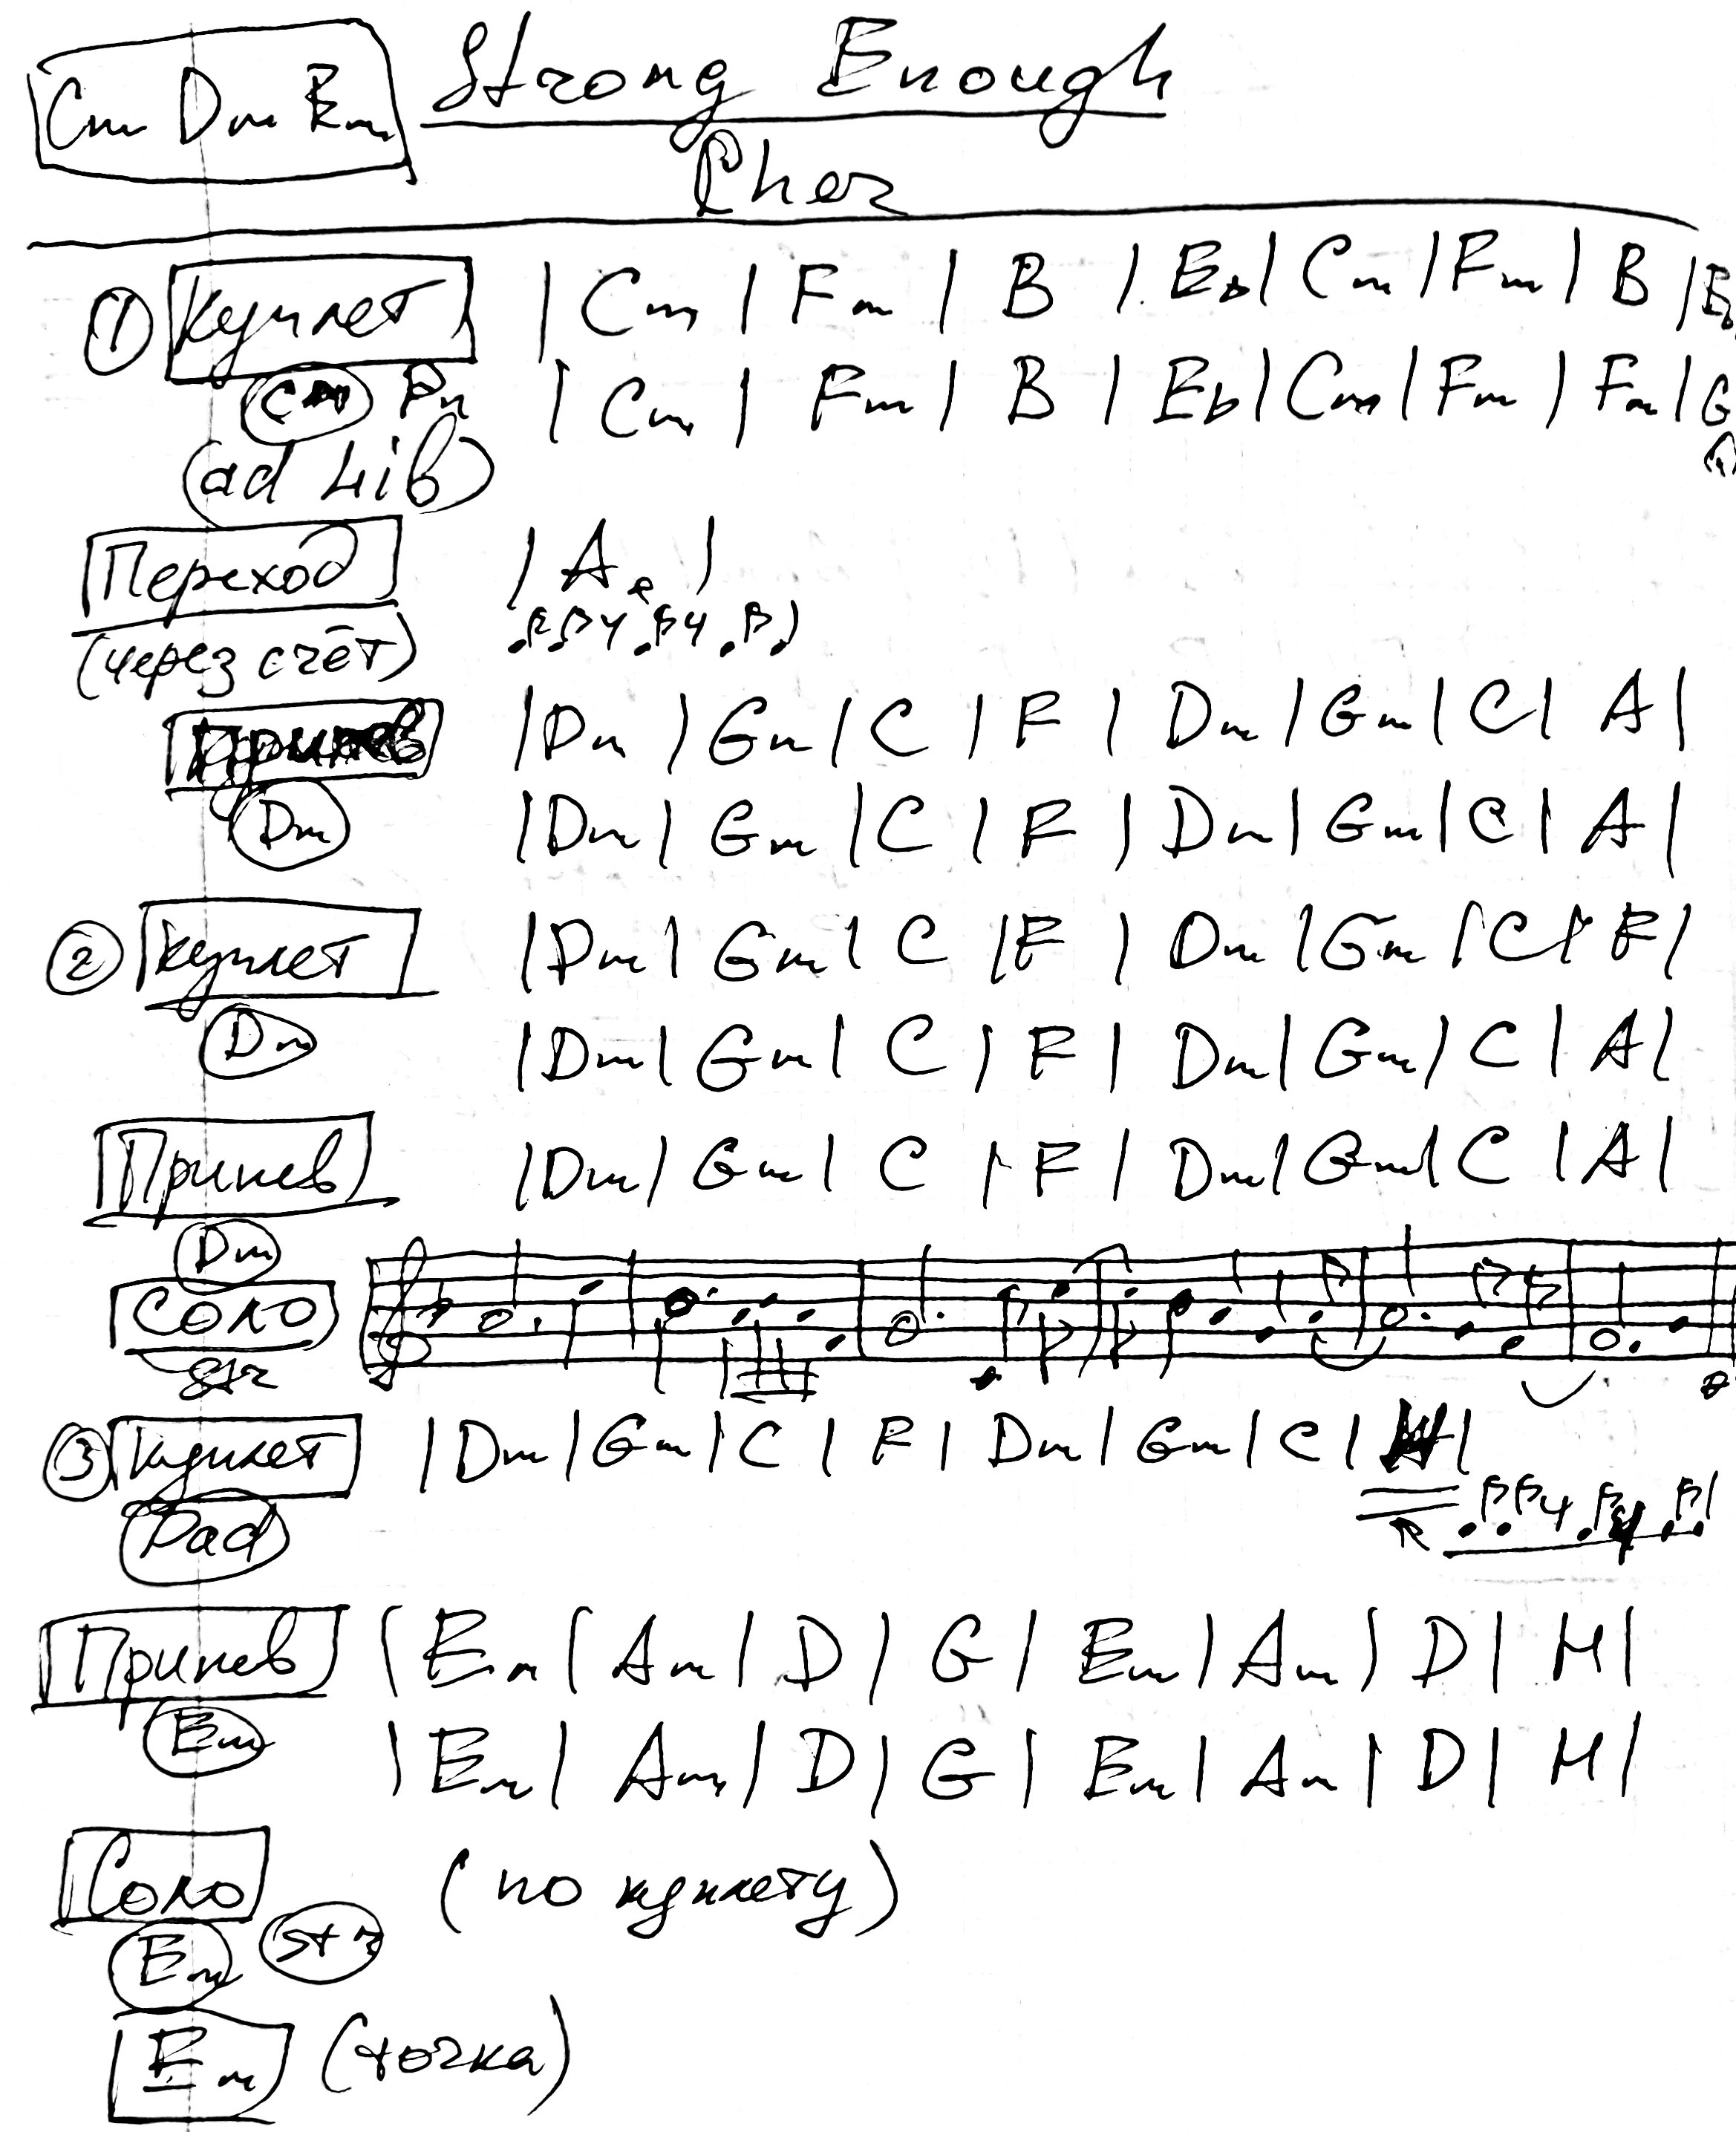 Cm Dm Em
Strong Enough
Cher
① Куплет | Cm | Fm | B | Eb | Cm | Fm | B | Eb
Cm Pn | Cm | Fm | B | Eb | Cm | Fm | Fm | G
(ad Lib)
Переход | A |
(через счёт)
Припев | Dm | Gm | C | F | Dm | Gm | C | A |
Dm | Dm | Gm | C | F | Dm | Gm | C | A |
② Куплет | Dm | Gm | C | F | Dm | Gm | C | F |
Dm | Dm | Gm | C | F | Dm | Gm | C | A |
Припев | Dm | Gm | C | F | Dm | Gm | C | A |
Dm
Соло
Str
③ Куплет | Dm | Gm | C | F | Dm | Gm | C |
Pad
Припев | Em | Am | D | G | Em | Am | D | H |
Em | Em | Am | D | G | Em | Am | D | H |
Соло (по куплету)
Em Str
Em (точка)